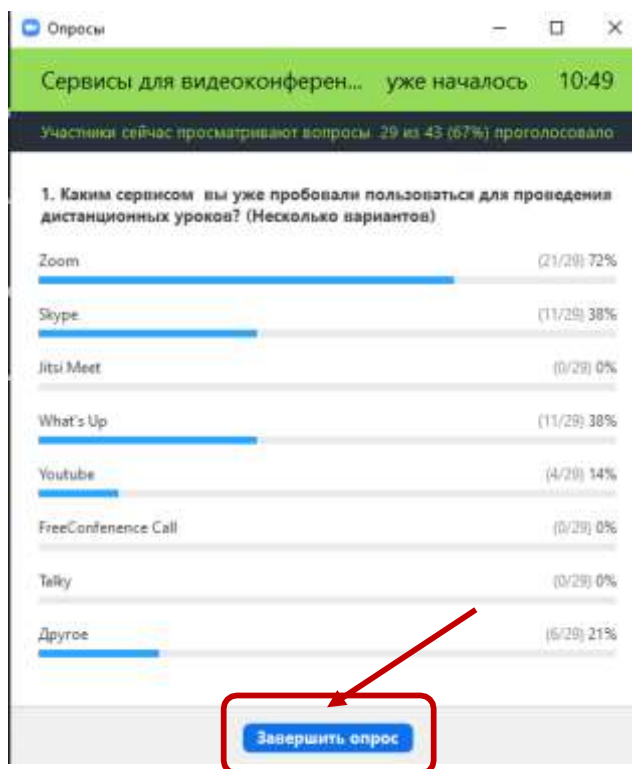 Опросы
Сервисы для видеоконферен... уже началось 10:49
Участники сейчас просматривают вопросы 29 из 43 (67%) проголосовало
1. Каким сервисом вы уже пробовали пользоваться для проведения
дистанционных уроков? (Несколько вариантов)
Zoom (21/29) 72%
Skype (11/29) 38%
Jitsi Meet (0/29) 0%
What's Up (11/29) 38%
Youtube (4/29) 14%
FreeConfenence Call (0/29) 0%
Talky (0/29) 0%
Другое (6/29) 21%
Завершить опрос